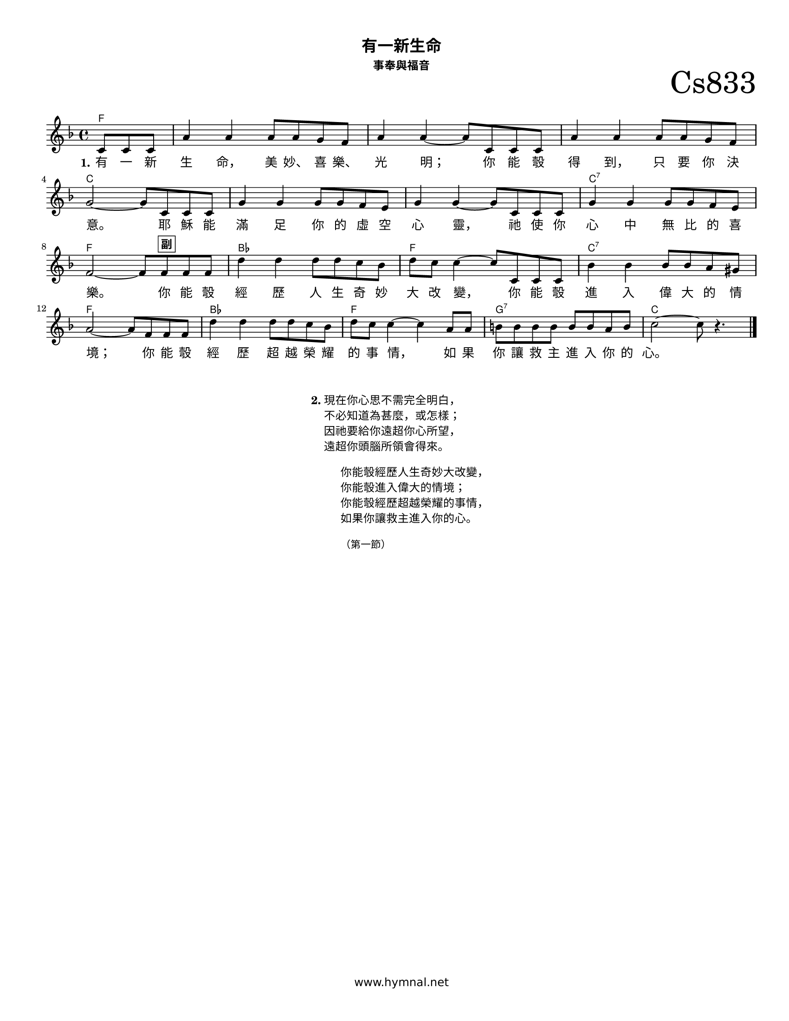 有一新生命
事奉與福音
Cs833
F
1. 有 一 新 生 命， 美 妙、 喜 樂、 光 明； 你 能 彀 得 到， 只 要 你 決
4 C C7
意。 耶 穌 能 滿 足 你 的 虛 空 心 靈， 祂 使 你 心 中 無 比 的 喜
8 F 副 B♭ F C7
樂。 你 能 彀 經 歷 人 生 奇 妙 大 改 變， 你 能 彀 進 入 偉 大 的 情
12 F B♭ F G7 C
境； 你 能 彀 經 歷 超 越 榮 耀 的 事 情， 如 果 你 讓 救 主 進 入 你 的 心。
2. 現在你心思不需完全明白，
不必知道為甚麼，或怎樣；
因祂要給你遠超你心所望，
遠超你頭腦所領會得來。
你能彀經歷人生奇妙大改變，
你能彀進入偉大的情境；
你能彀經歷超越榮耀的事情，
如果你讓救主進入你的心。
（第一節）
www.hymnal.net